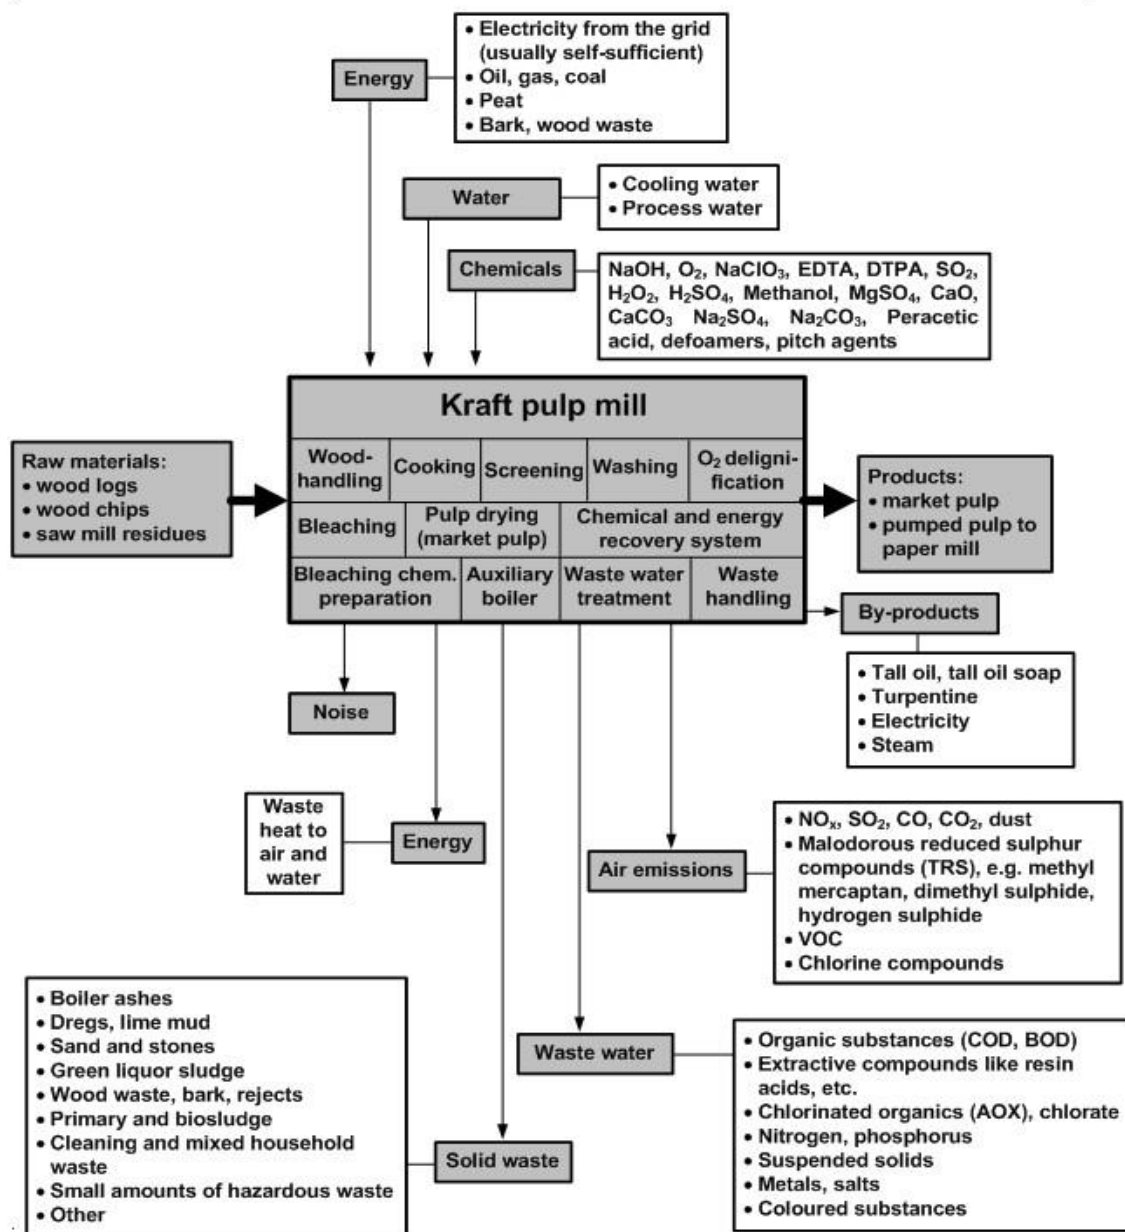 • Electricity from the grid
(usually self-sufficient)
• Oil, gas, coal
• Peat
• Bark, wood waste
Energy
Water
• Cooling water
• Process water
Chemicals
NaOH, O₂, NaClO₃, EDTA, DTPA, SO₂,
H₂O₂, H₂SO₄, Methanol, MgSO₄, CaO,
CaCO₃ Na₂SO₄, Na₂CO₃, Peracetic
acid, defoamers, pitch agents
Kraft pulp mill
Wood-
handling
Cooking
Screening
Washing
O₂ deligni-
fication
Bleaching
Pulp drying
(market pulp)
Chemical and energy
recovery system
Bleaching chem.
preparation
Auxiliary
boiler
Waste water
treatment
Waste
handling
Raw materials:
• wood logs
• wood chips
• saw mill residues
Products:
• market pulp
• pumped pulp to
paper mill
By-products
• Tall oil, tall oil soap
• Turpentine
• Electricity
• Steam
Noise
Waste
heat to
air and
water
Energy
Air emissions
• NOₓ, SO₂, CO, CO₂, dust
• Malodorous reduced sulphur
compounds (TRS), e.g. methyl
mercaptan, dimethyl sulphide,
hydrogen sulphide
• VOC
• Chlorine compounds
Waste water
• Organic substances (COD, BOD)
• Extractive compounds like resin
acids, etc.
• Chlorinated organics (AOX), chlorate
• Nitrogen, phosphorus
• Suspended solids
• Metals, salts
• Coloured substances
• Boiler ashes
• Dregs, lime mud
• Sand and stones
• Green liquor sludge
• Wood waste, bark, rejects
• Primary and biosludge
• Cleaning and mixed household
waste
• Small amounts of hazardous waste
• Other
Solid waste